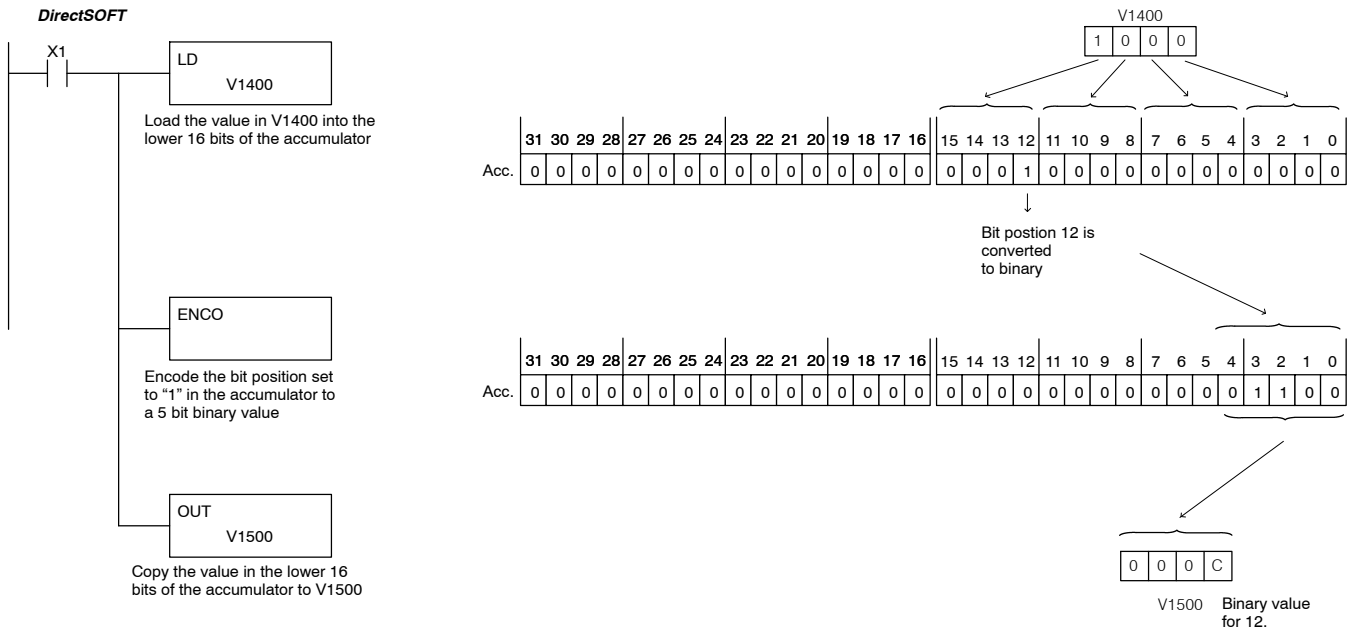 DirectSOFT
X1
LD
V1400
Load the value in V1400 into the
lower 16 bits of the accumulator
V1400
1 0 0 0
31 30 29 28 27 26 25 24 23 22 21 20 19 18 17 16 15 14 13 12 11 10 9 8 7 6 5 4 3 2 1 0
Acc. 0 0 0 0 0 0 0 0 0 0 0 0 0 0 0 0 0 0 0 1 0 0 0 0 0 0 0 0 0 0 0 0
Bit postion 12 is
converted
to binary
ENCO
Encode the bit position set
to “1” in the accumulator to
a 5 bit binary value
31 30 29 28 27 26 25 24 23 22 21 20 19 18 17 16 15 14 13 12 11 10 9 8 7 6 5 4 3 2 1 0
Acc. 0 0 0 0 0 0 0 0 0 0 0 0 0 0 0 0 0 0 0 0 0 0 0 0 0 0 0 0 1 1 0 0
OUT
V1500
Copy the value in the lower 16
bits of the accumulator to V1500
0 0 0 C
V1500
Binary value
for 12.